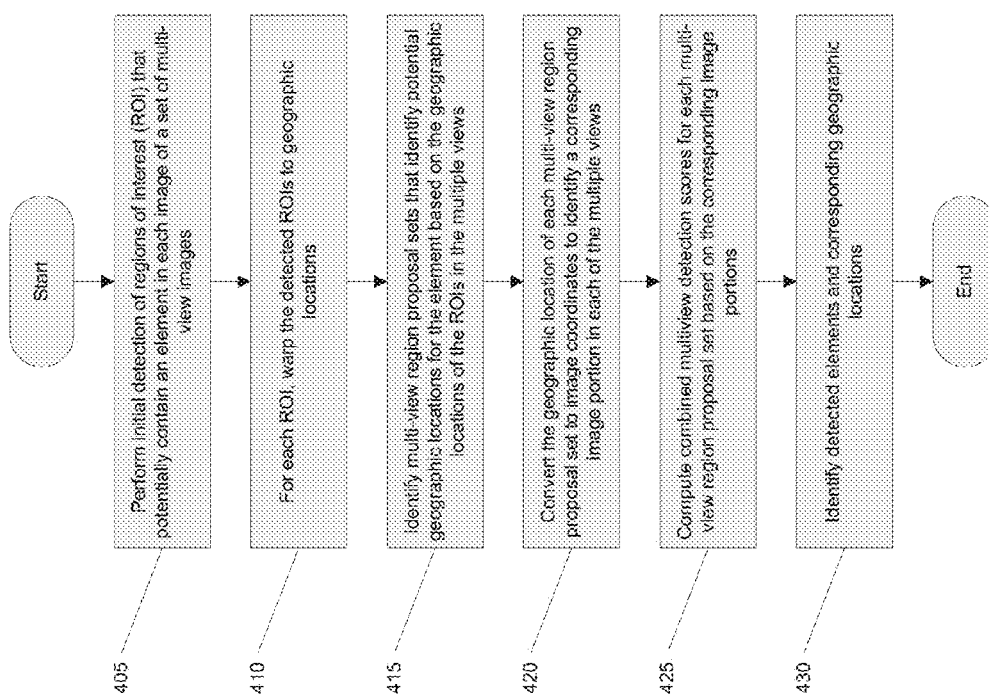 Start
405
Perform initial detection of regions of interest (ROI) that
potentially contain an element in each image of a set of multi-
view images
410
For each ROI, warp the detected ROIs to geographic
locations
415
Identify multi-view region proposal sets that identify potential
geographic locations for the element based on the geographic
locations of the ROIs in the multiple views
420
Convert the geographic location of each multi-view region
proposal set to image coordinates to identify a corresponding
image portion in each of the multiple views
425
Compute combined multiview detection scores for each multi-
view region proposal set based on the corresponding image
portions
430
Identify detected elements and corresponding geographic
locations
End